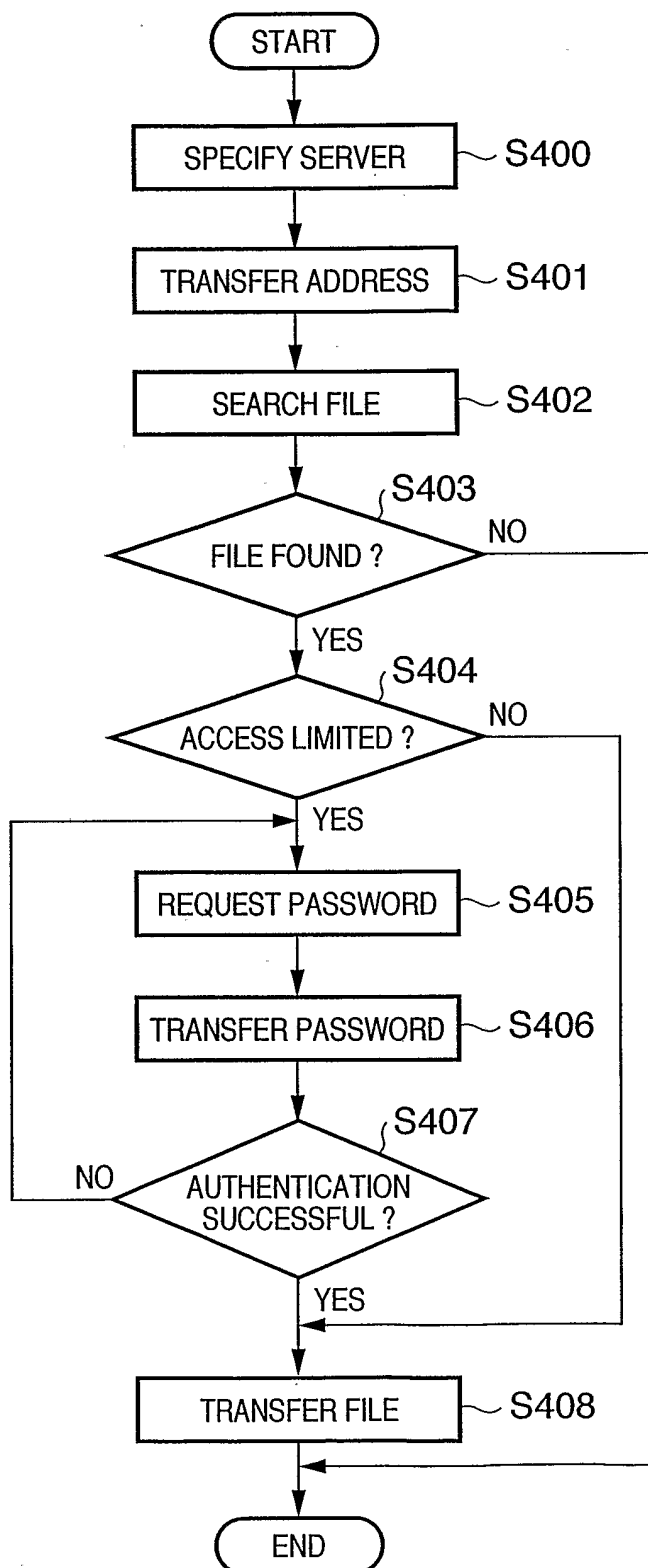 START
SPECIFY SERVER
S400
TRANSFER ADDRESS
S401
SEARCH FILE
S402
S403
FILE FOUND ?
NO
YES
S404
ACCESS LIMITED ?
NO
YES
REQUEST PASSWORD
S405
TRANSFER PASSWORD
S406
S407
NO
AUTHENTICATION
SUCCESSFUL ?
YES
TRANSFER FILE
S408
END